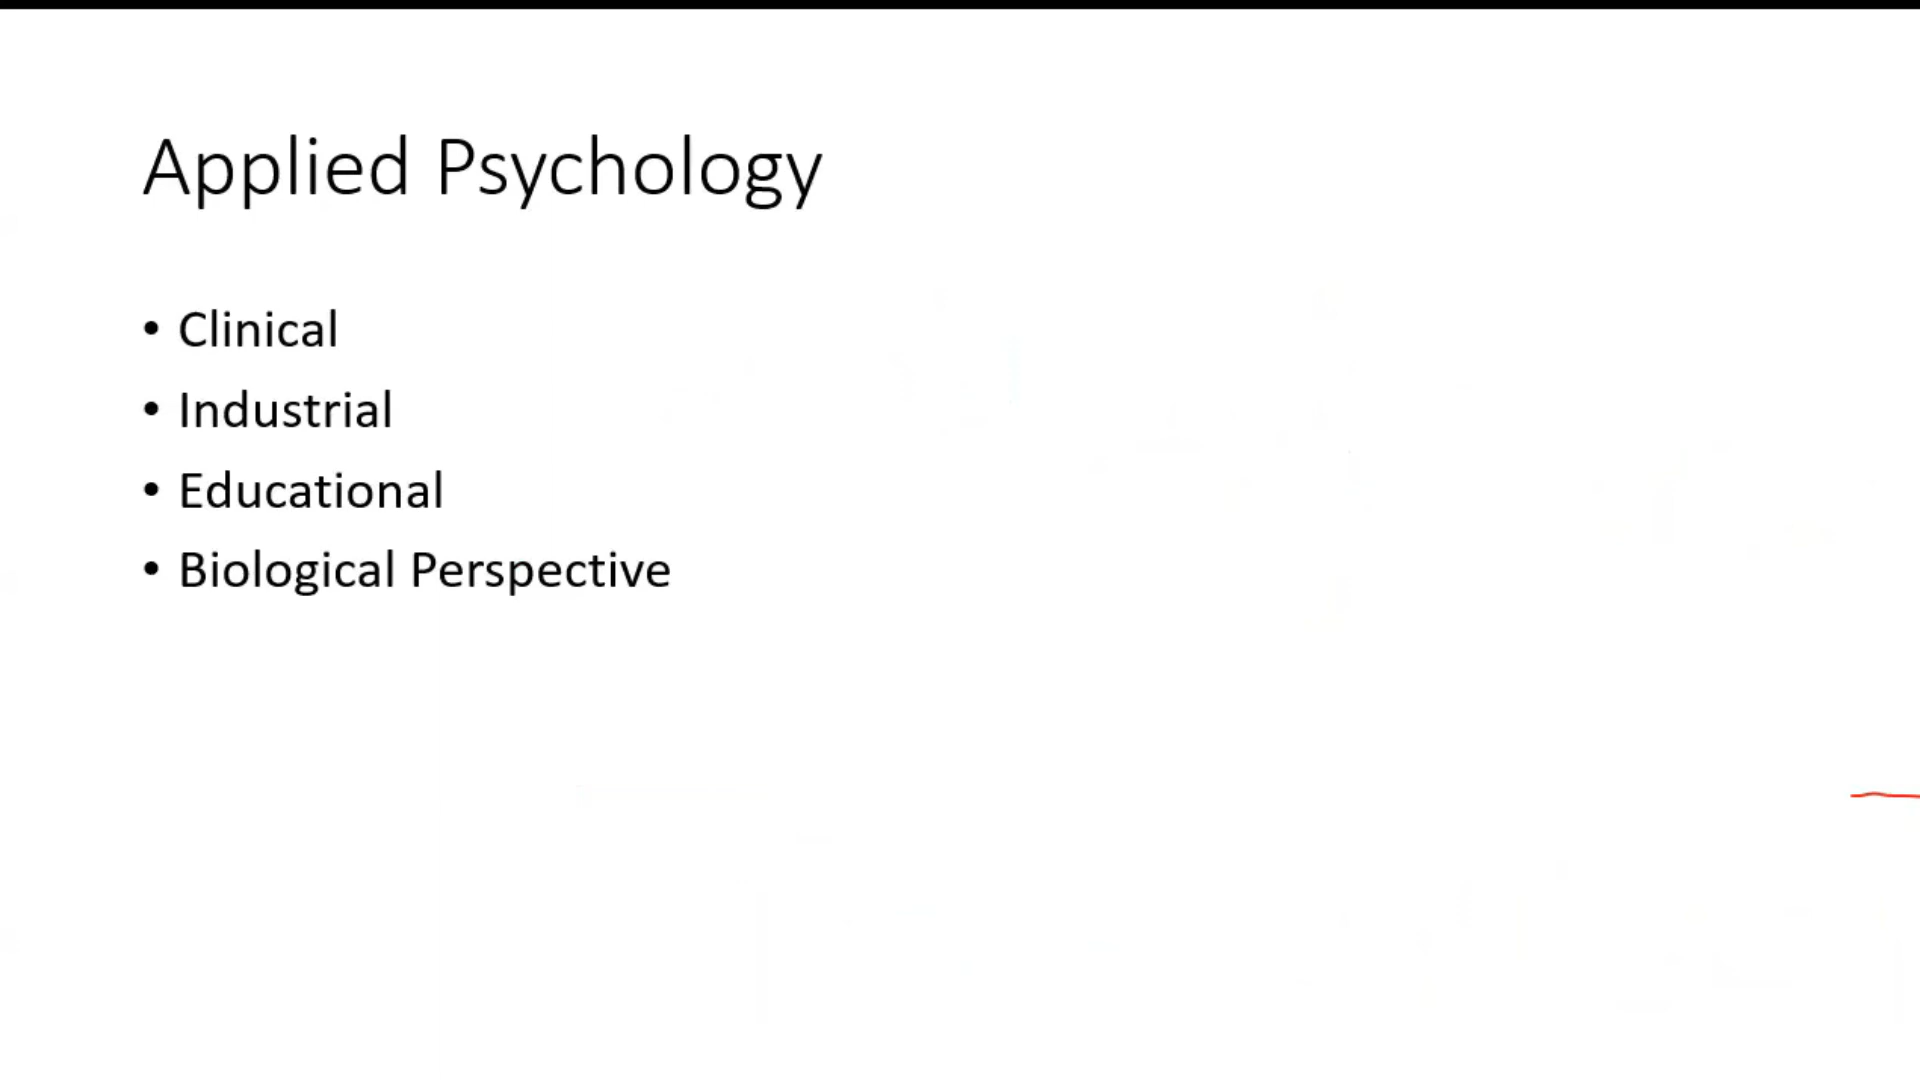 Applied Psychology
• Clinical
• Industrial
• Educational
• Biological Perspective